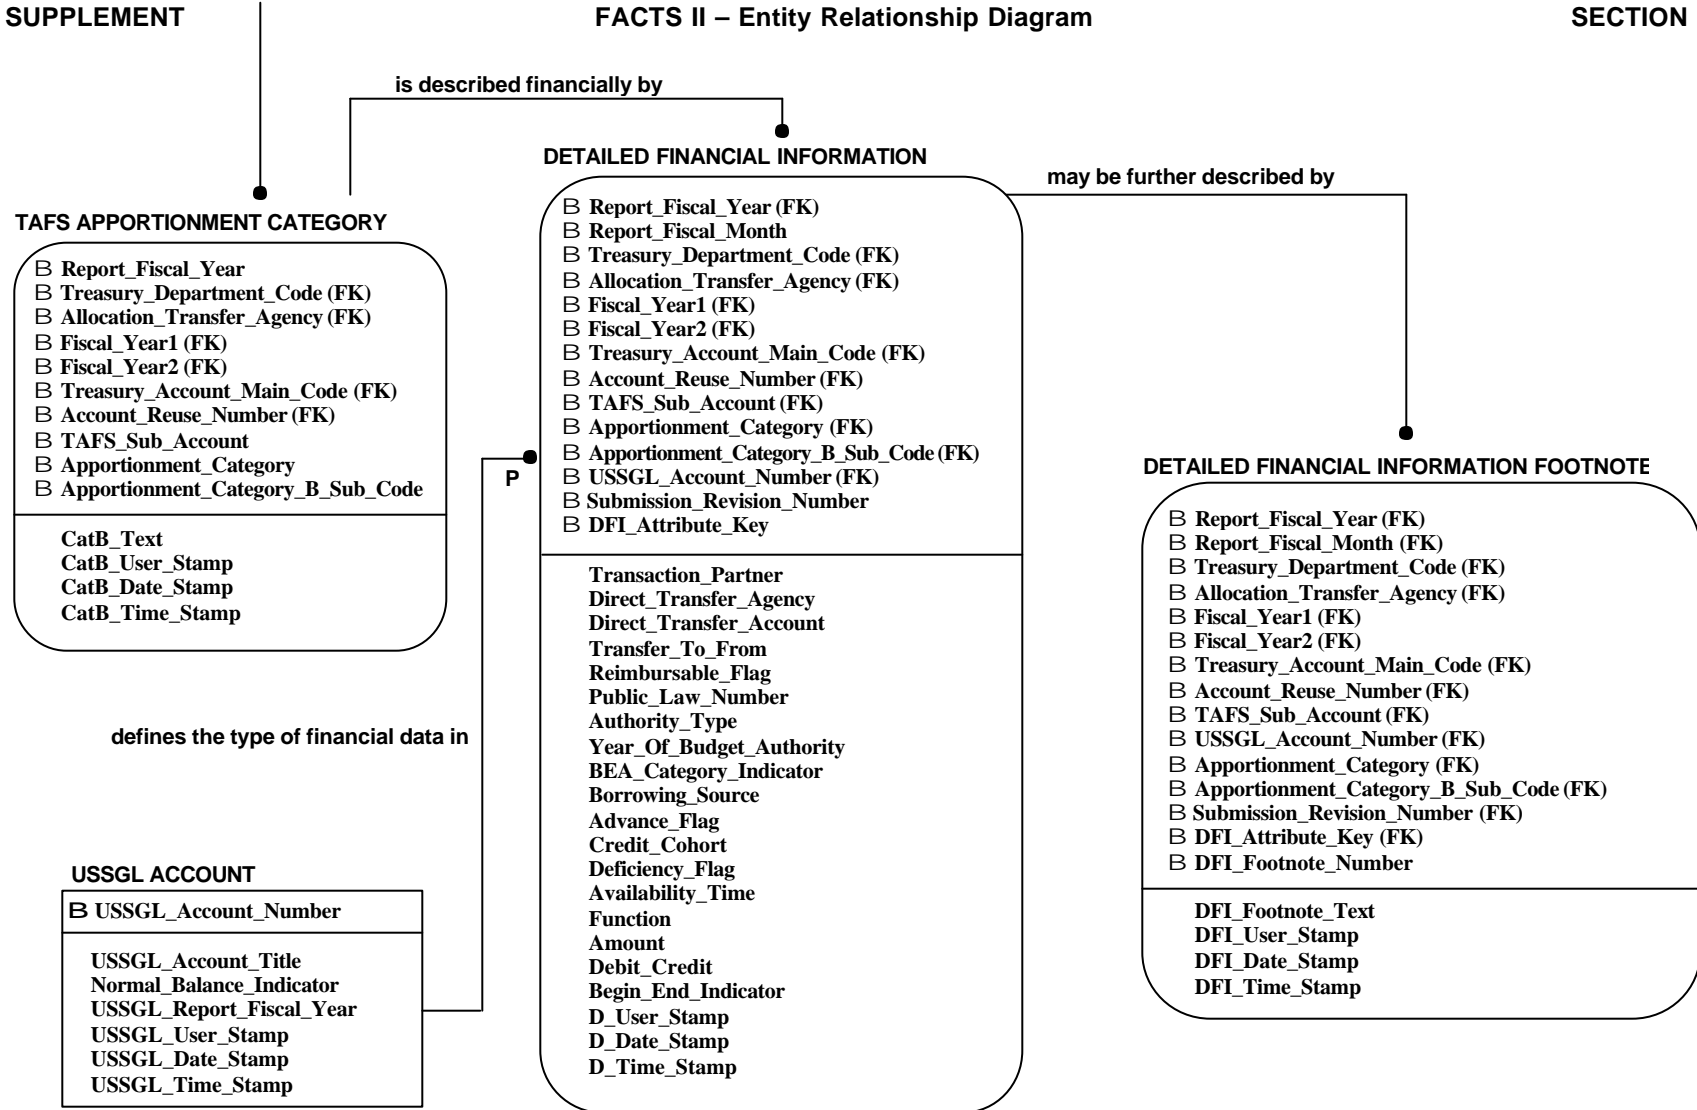 SUPPLEMENT
FACTS II – Entity Relationship Diagram
SECTION
is described financially by
DETAILED FINANCIAL INFORMATION
may be further described by
TAFS APPORTIONMENT CATEGORY
B Report_Fiscal_Year
B Treasury_Department_Code (FK)
B Allocation_Transfer_Agency (FK)
B Fiscal_Year1 (FK)
B Fiscal_Year2 (FK)
B Treasury_Account_Main_Code (FK)
B Account_Reuse_Number (FK)
B TAFS_Sub_Account
B Apportionment_Category
B Apportionment_Category_B_Sub_Code
CatB_Text
CatB_User_Stamp
CatB_Date_Stamp
CatB_Time_Stamp
B Report_Fiscal_Year (FK)
B Report_Fiscal_Month
B Treasury_Department_Code (FK)
B Allocation_Transfer_Agency (FK)
B Fiscal_Year1 (FK)
B Fiscal_Year2 (FK)
B Treasury_Account_Main_Code (FK)
B Account_Reuse_Number (FK)
B TAFS_Sub_Account (FK)
B Apportionment_Category (FK)
B Apportionment_Category_B_Sub_Code (FK)
B USSGL_Account_Number (FK)
B Submission_Revision_Number
B DFI_Attribute_Key
P
Transaction_Partner
Direct_Transfer_Agency
Direct_Transfer_Account
Transfer_To_From
Reimbursable_Flag
Public_Law_Number
Authority_Type
Year_Of_Budget_Authority
BEA_Category_Indicator
Borrowing_Source
Advance_Flag
Credit_Cohort
Deficiency_Flag
Availability_Time
Function
Amount
Debit_Credit
Begin_End_Indicator
D_User_Stamp
D_Date_Stamp
D_Time_Stamp
defines the type of financial data in
USSGL ACCOUNT
B USSGL_Account_Number
USSGL_Account_Title
Normal_Balance_Indicator
USSGL_Report_Fiscal_Year
USSGL_User_Stamp
USSGL_Date_Stamp
USSGL_Time_Stamp
DETAILED FINANCIAL INFORMATION FOOTNOTE
B Report_Fiscal_Year (FK)
B Report_Fiscal_Month (FK)
B Treasury_Department_Code (FK)
B Allocation_Transfer_Agency (FK)
B Fiscal_Year1 (FK)
B Fiscal_Year2 (FK)
B Treasury_Account_Main_Code (FK)
B Account_Reuse_Number (FK)
B TAFS_Sub_Account (FK)
B USSGL_Account_Number (FK)
B Apportionment_Category (FK)
B Apportionment_Category_B_Sub_Code (FK)
B Submission_Revision_Number (FK)
B DFI_Attribute_Key (FK)
B DFI_Footnote_Number
DFI_Footnote_Text
DFI_User_Stamp
DFI_Date_Stamp
DFI_Time_Stamp